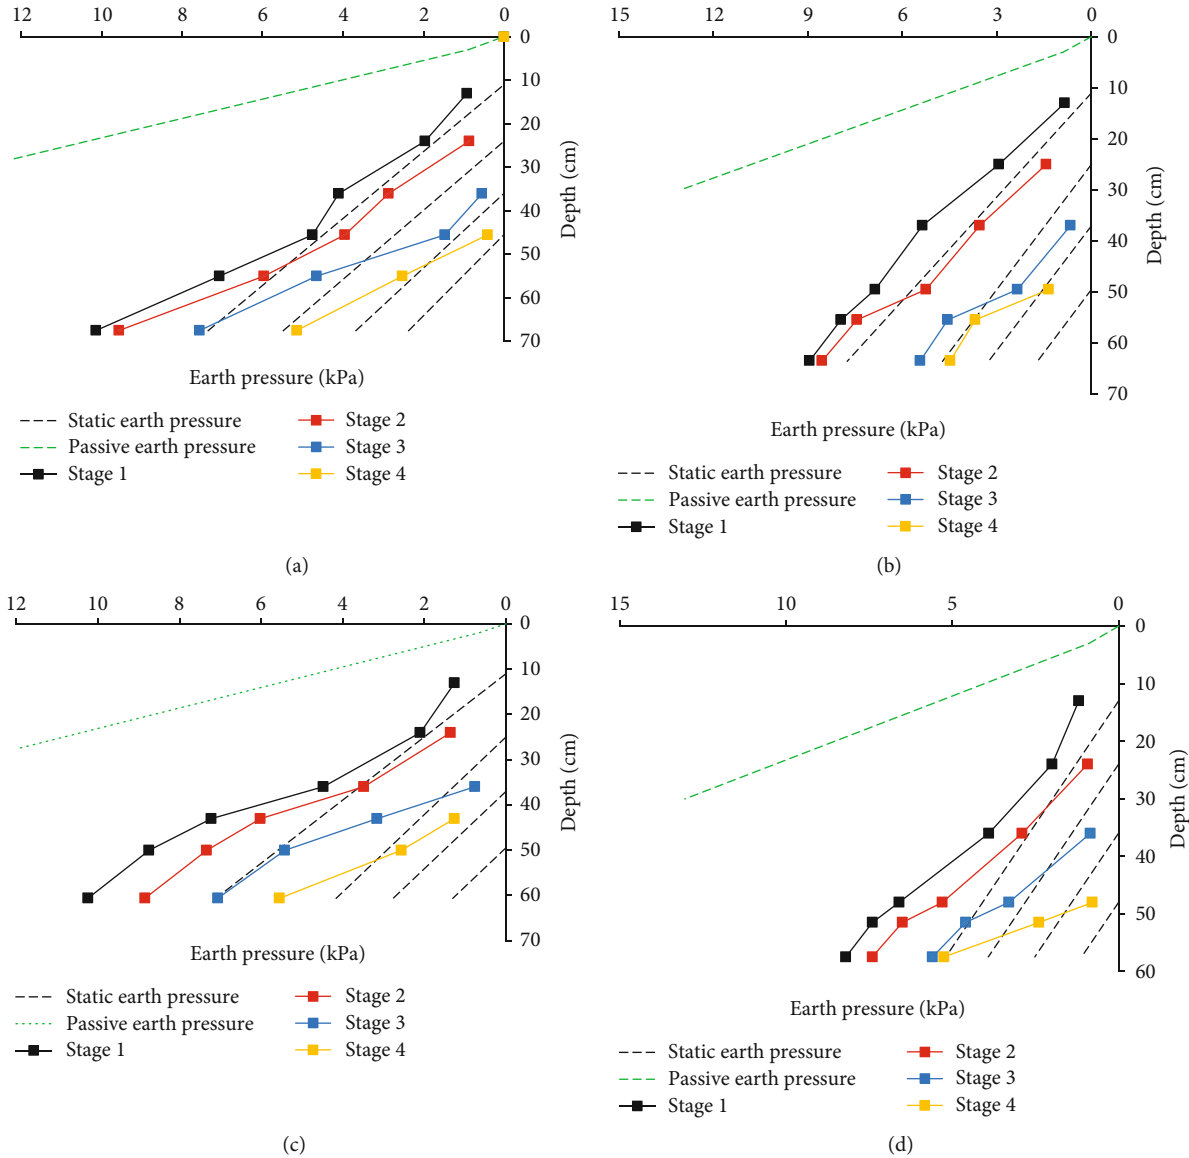 12 10 8 6 4 2 0
0
10
20
30
40
50
60
70
Depth (cm)
Earth pressure (kPa)
Static earth pressure
Passive earth pressure
Stage 1
Stage 2
Stage 3
Stage 4
(a)
15 12 9 6 3 0
0
10
20
30
40
50
60
70
Depth (cm)
Earth pressure (kPa)
Static earth pressure
Passive earth pressure
Stage 1
Stage 2
Stage 3
Stage 4
(b)
12 10 8 6 4 2 0
0
10
20
30
40
50
60
70
Depth (cm)
Earth pressure (kPa)
Static earth pressure
Passive earth pressure
Stage 1
Stage 2
Stage 3
Stage 4
(c)
15 10 5 0
0
10
20
30
40
50
60
Depth (cm)
Earth pressure (kPa)
Static earth pressure
Passive earth pressure
Stage 1
Stage 2
Stage 3
Stage 4
(d)